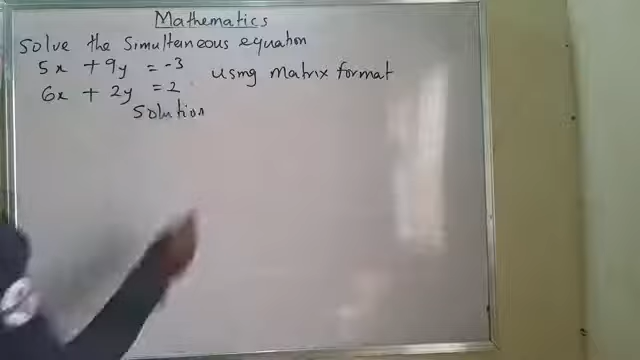 Mathematics
Solve the Simultaneous equation
5x + 9y = -3 using Matrix format
6x + 2y = 2
Solution